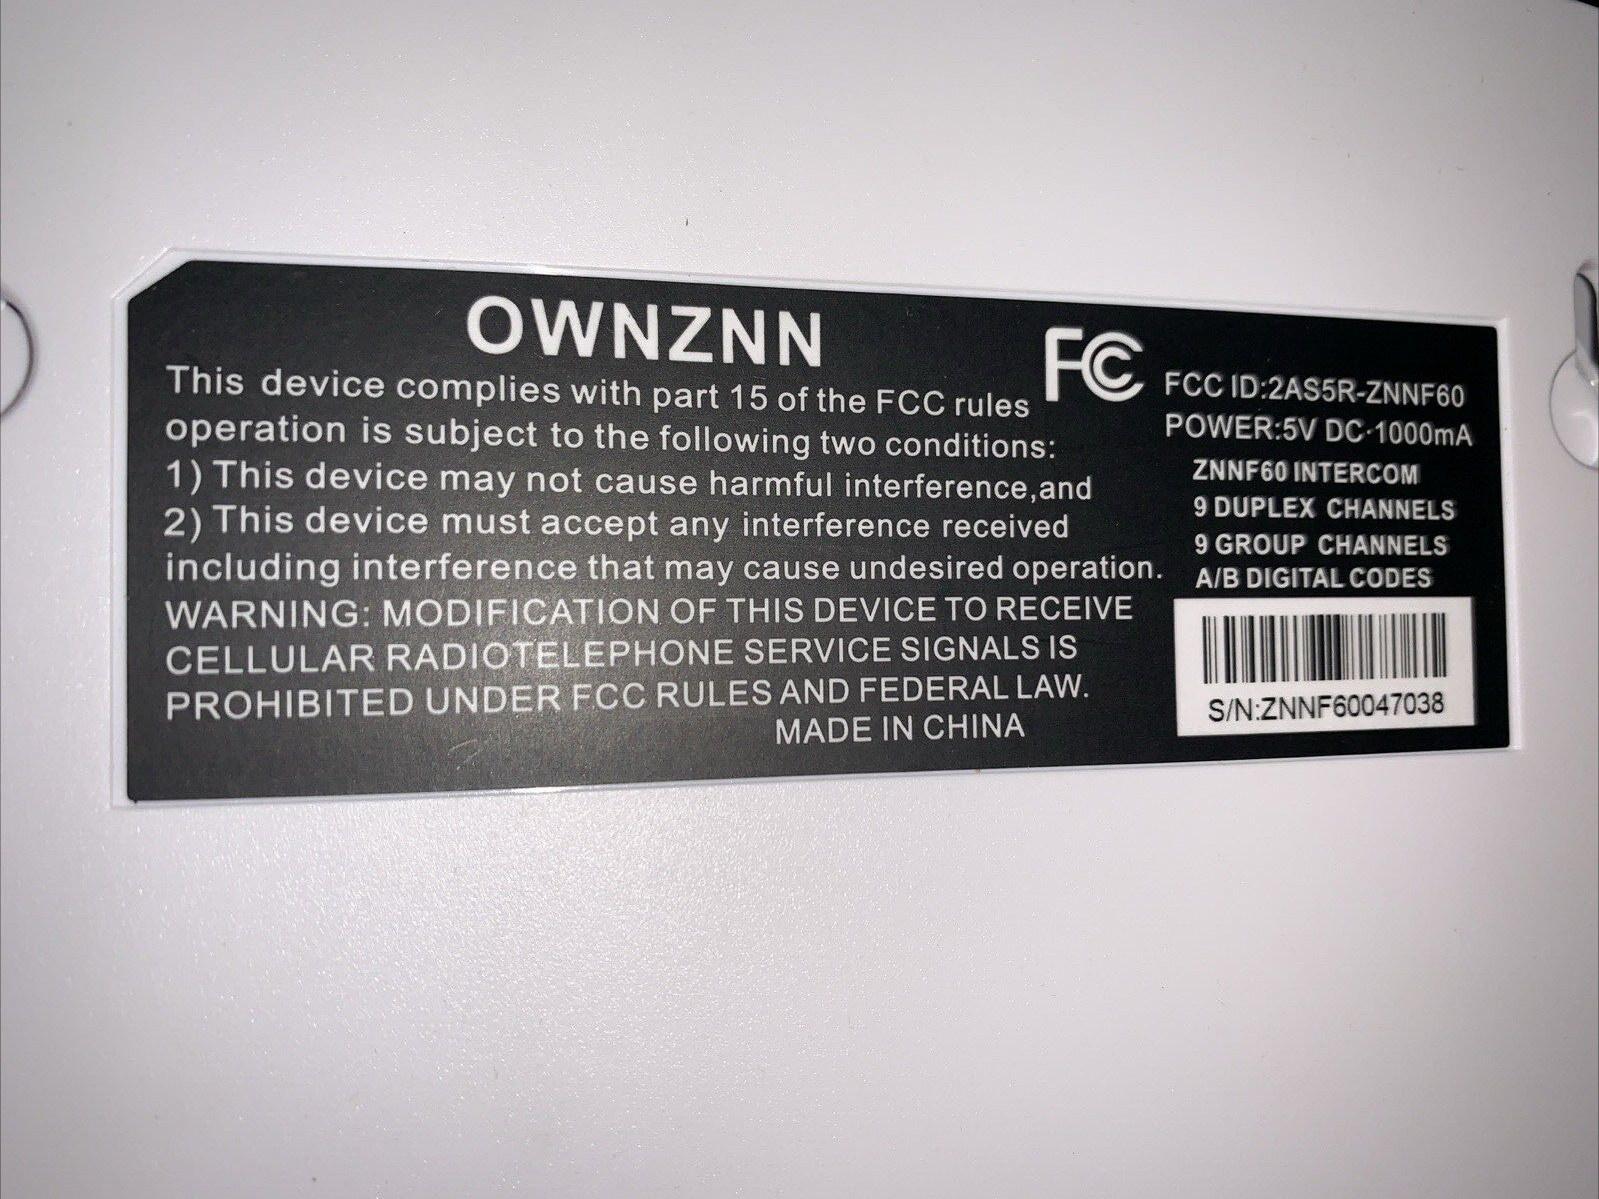 OWNZNN
This device complies with part 15 of the FCC rules
operation is subject to the following two conditions:
1) This device may not cause harmful interference,and
2) This device must accept any interference received
including interference that may cause undesired operation.
WARNING: MODIFICATION OF THIS DEVICE TO RECEIVE
CELLULAR RADIOTELEPHONE SERVICE SIGNALS IS
PROHIBITED UNDER FCC RULES AND FEDERAL LAW.
MADE IN CHINA
FC
FCC ID:2AS5R-ZNNF60
POWER:5V DC·1000mA
ZNNF60 INTERCOM
9 DUPLEX CHANNELS
9 GROUP CHANNELS
A/B DIGITAL CODES
S/N:ZNNF60047038